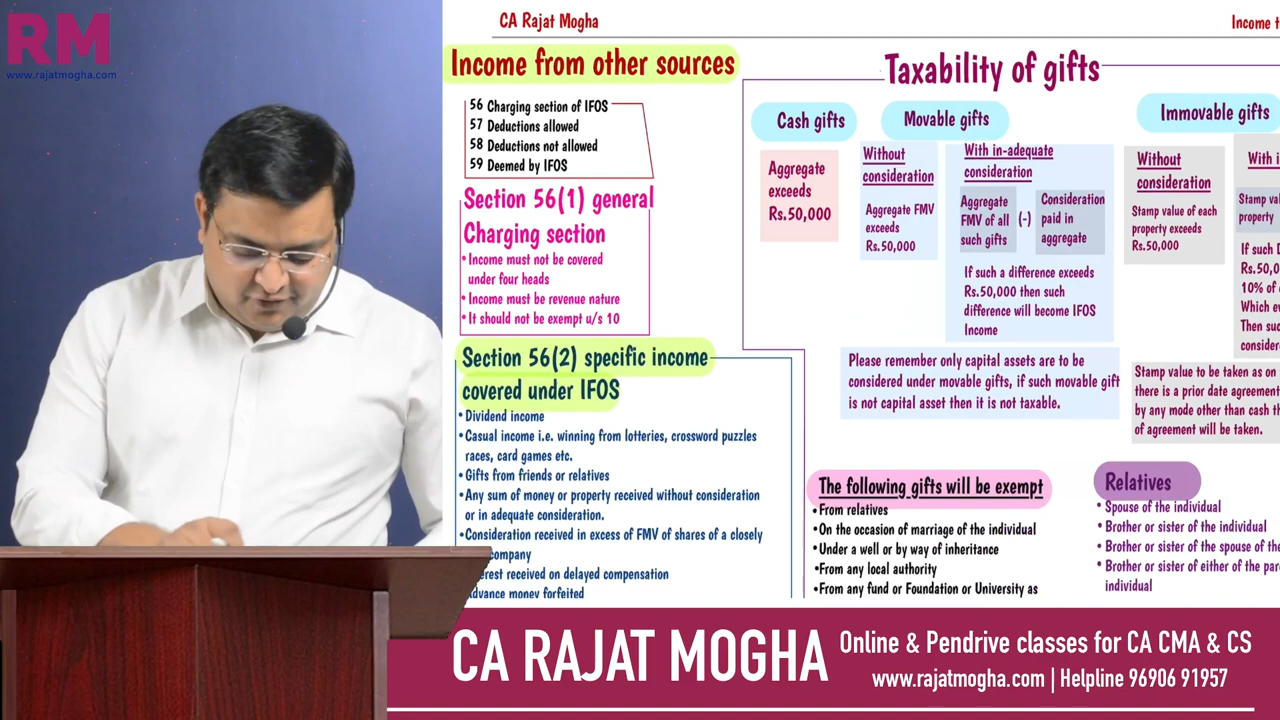 RM
www.rajatmogha.com
CA Rajat Mogha
Income t
Income from other sources
56 Charging section of IFOS
57 Deductions allowed
58 Deductions not allowed
59 Deemed by IFOS
Section 56(1) general
Charging section
• Income must not be covered
under four heads
• Income must be revenue nature
• It should not be exempt u/s 10
Section 56(2) specific income
covered under IFOS
• Dividend income
• Casual income i.e. winning from lotteries, crossword puzzles
races, card games etc.
• Gifts from friends or relatives
• Any sum of money or property received without consideration
or in adequate consideration.
• Consideration received in excess of FMV of shares of a closely
company
erest received on delayed compensation
dvance money forfeited
Taxability of gifts
Cash gifts
Aggregate
exceeds
Rs.50,000
Movable gifts
Without
consideration
Aggregate FMV
exceeds
Rs.50,000
With in-adequate
consideration
Aggregate
FMV of all
such gifts
(-)
Consideration
paid in
aggregate
If such a difference exceeds
Rs.50,000 then such
difference will become IFOS
Income
Please remember only capital assets are to be
considered under movable gifts, if such movable gift
is not capital asset then it is not taxable.
Immovable gifts
Without
consideration
Stamp value of each
property exceeds
Rs.50,000
With i
Stamp val
property
If such D
Rs.50,0
10% of
Which ev
Then suc
consider
Stamp value to be taken as on
there is a prior date agreement
by any mode other than cash th
of agreement will be taken.
The following gifts will be exempt
• From relatives
• On the occasion of marriage of the individual
• Under a well or by way of inheritance
• From any local authority
• From any fund or Foundation or University as
Relatives
• Spouse of the individual
• Brother or sister of the individual
• Brother or sister of the spouse of the
• Brother or sister of either of the par
individual
CA RAJAT MOGHA
Online & Pendrive classes for CA CMA & CS
www.rajatmogha.com | Helpline 96906 91957